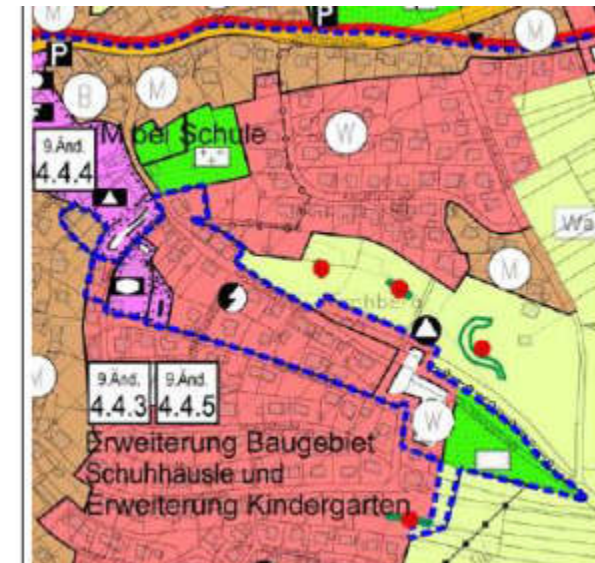 M
P
M
P
B
M
IM bei Schule
W
9.Änd.
4.4.4
Wa
M
9.Änd.
4.4.3
9.Änd.
4.4.5
W
Erweiterung Baugebiet
Schuhhäusle und
Erweiterung Kindergarten